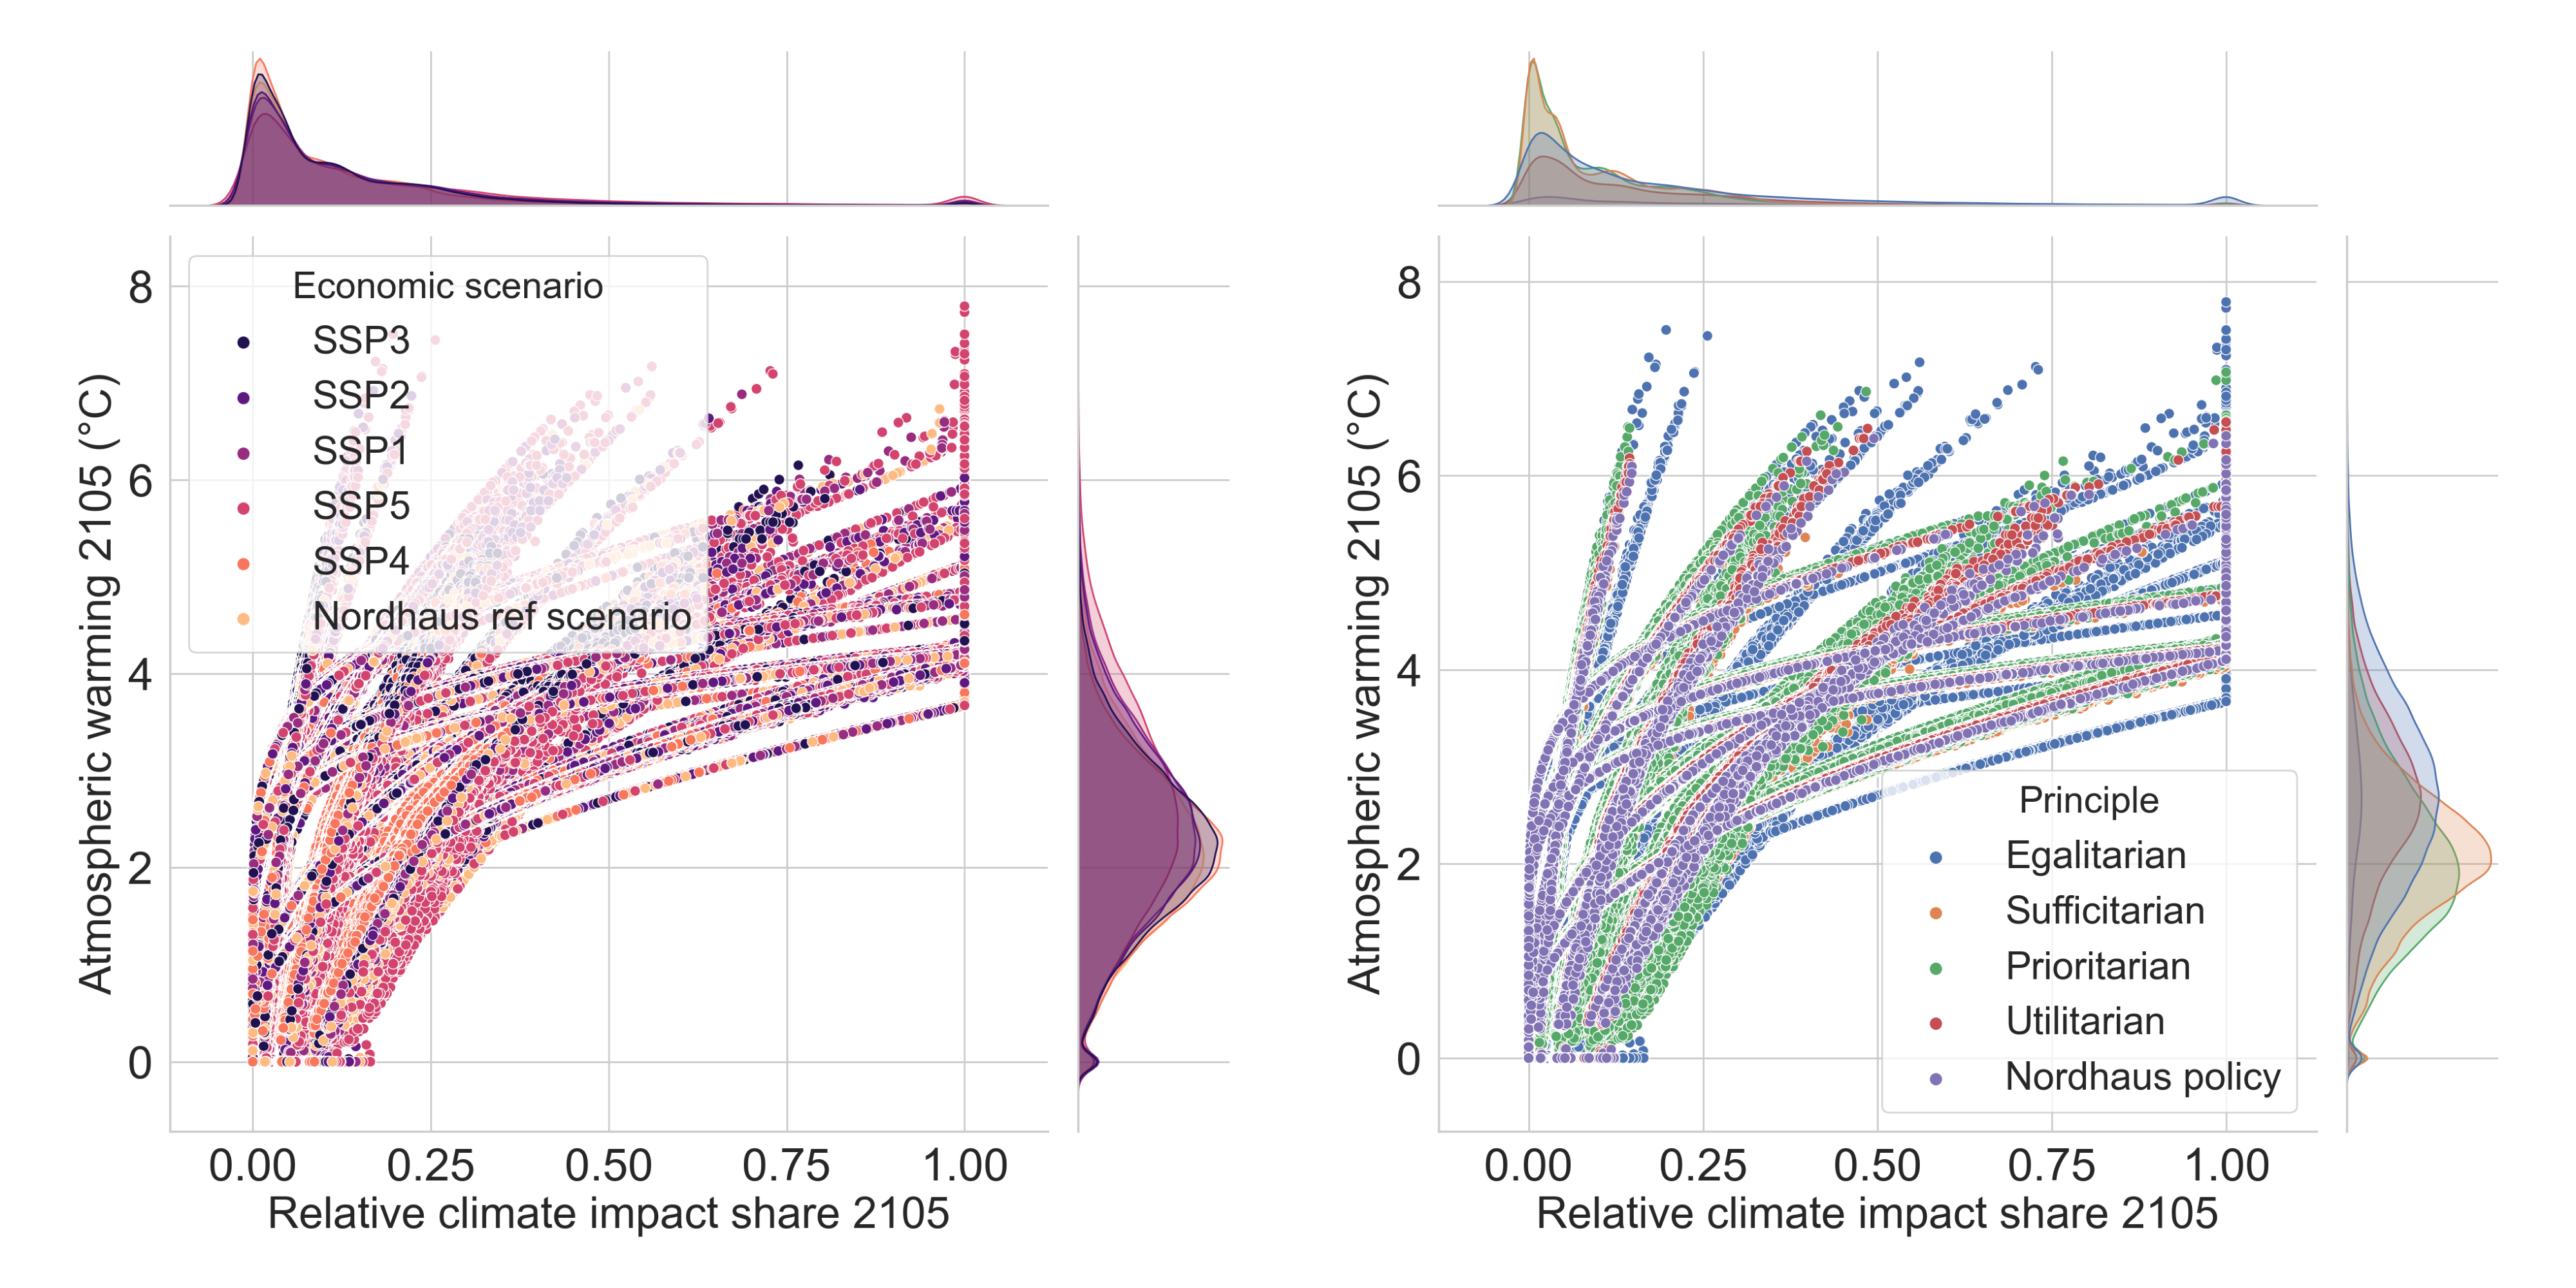 Economic scenario
SSP3
SSP2
SSP1
SSP5
SSP4
Nordhaus ref scenario
8
6
4
2
0
Atmospheric warming 2105 (°C)
0.00 0.25 0.50 0.75 1.00
Relative climate impact share 2105
8
6
4
2
0
Atmospheric warming 2105 (°C)
Principle
Egalitarian
Sufficitarian
Prioritarian
Utilitarian
Nordhaus policy
0.00 0.25 0.50 0.75 1.00
Relative climate impact share 2105